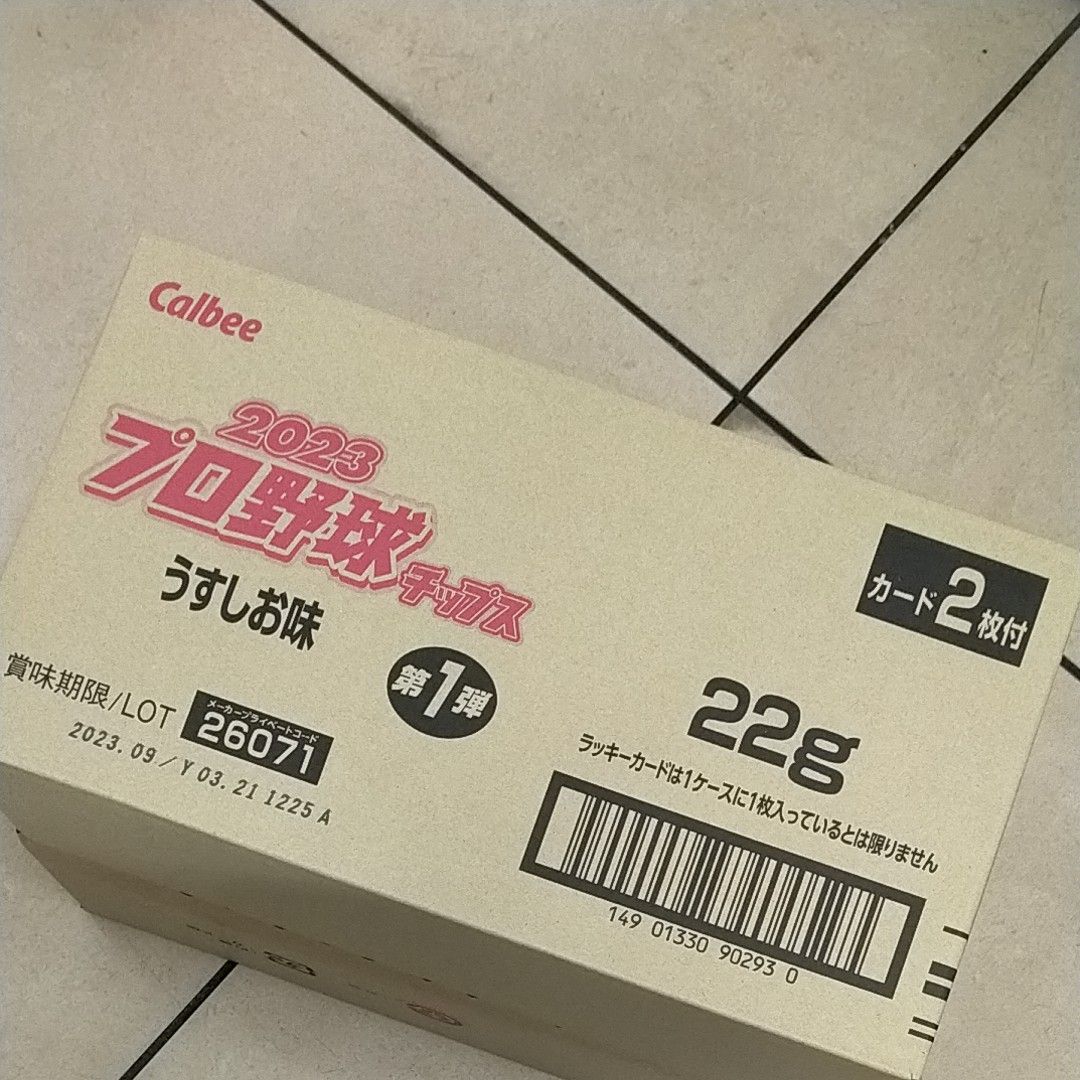 Calbee
2023
プロ野球チップス
うすしお味
第1弾
カード2枚付
賞味期限/LOT
メーカープライベートコード
26071
2023.09/Y 03.21 1225 A
22g
ラッキーカードは1ケースに1枚入っているとは限りません
149 01330 90293 0